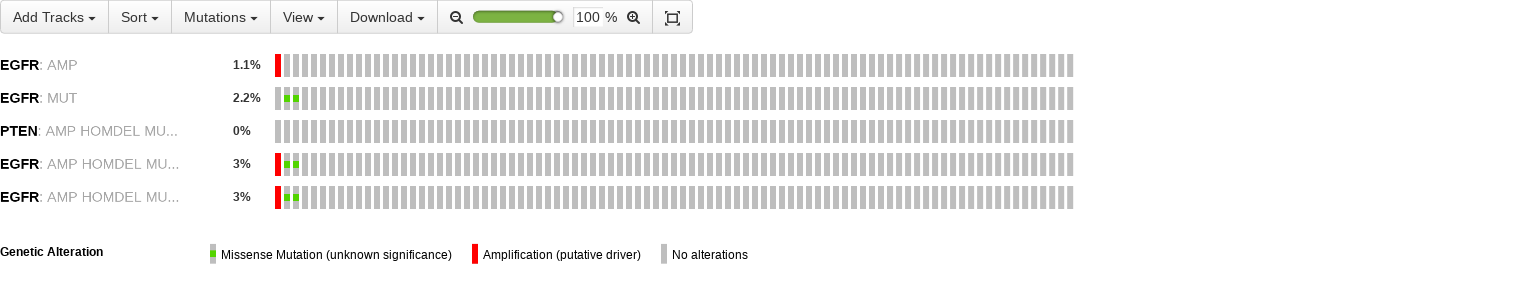 Add Tracks Sort Mutations View Download 100 %
EGFR: AMP 1.1%
EGFR: MUT 2.2%
PTEN: AMP HOMDEL MU... 0%
EGFR: AMP HOMDEL MU... 3%
EGFR: AMP HOMDEL MU... 3%
Genetic Alteration Missense Mutation (unknown significance) Amplification (putative driver) No alterations